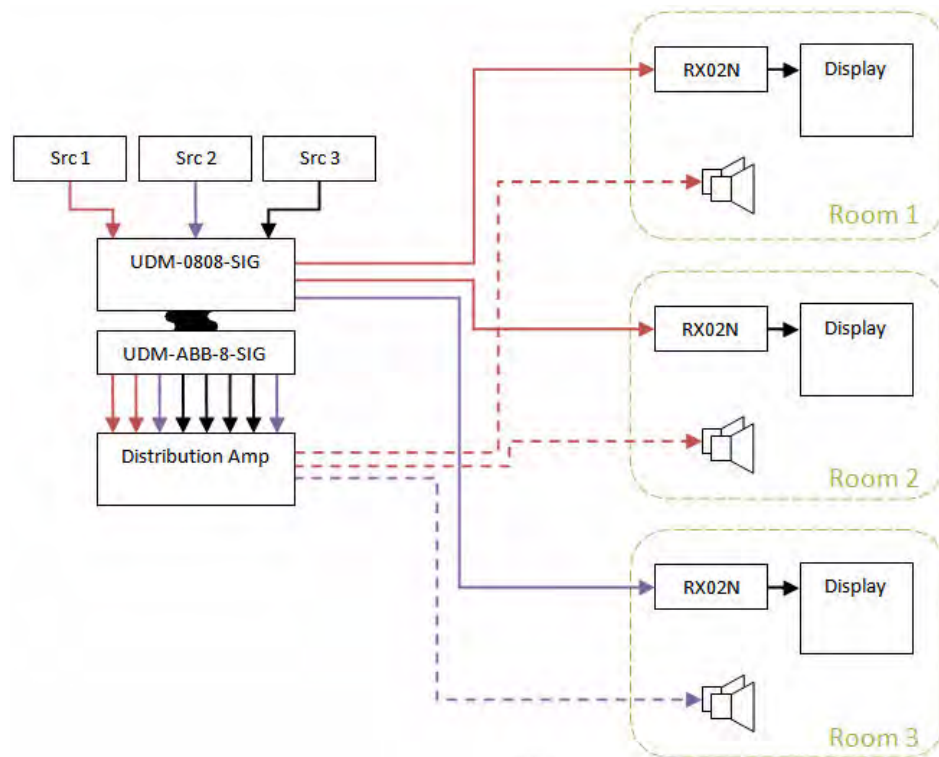 Src 1
Src 2
Src 3
UDM-0808-SIG
UDM-ABB-8-SIG
Distribution Amp
RX02N
Display
Room 1
RX02N
Display
Room 2
RX02N
Display
Room 3